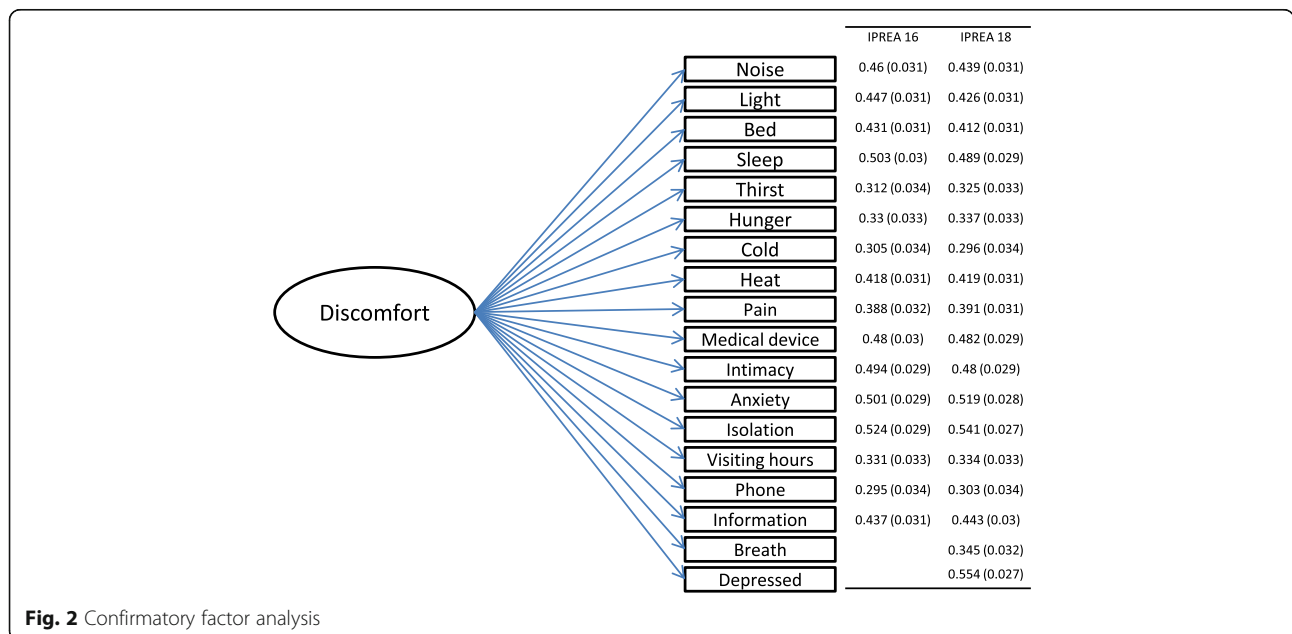 IPREA 16 IPREA 18
Noise 0.46 (0.031) 0.439 (0.031)
Light 0.447 (0.031) 0.426 (0.031)
Bed 0.431 (0.031) 0.412 (0.031)
Sleep 0.503 (0.03) 0.489 (0.029)
Thirst 0.312 (0.034) 0.325 (0.033)
Hunger 0.33 (0.033) 0.337 (0.033)
Cold 0.305 (0.034) 0.296 (0.034)
Heat 0.418 (0.031) 0.419 (0.031)
Discomfort Pain 0.388 (0.032) 0.391 (0.031)
Medical device 0.48 (0.03) 0.482 (0.029)
Intimacy 0.494 (0.029) 0.48 (0.029)
Anxiety 0.501 (0.029) 0.519 (0.028)
Isolation 0.524 (0.029) 0.541 (0.027)
Visiting hours 0.331 (0.033) 0.334 (0.033)
Phone 0.295 (0.034) 0.303 (0.034)
Information 0.437 (0.031) 0.443 (0.03)
Breath 0.345 (0.032)
Depressed 0.554 (0.027)
Fig. 2 Confirmatory factor analysis